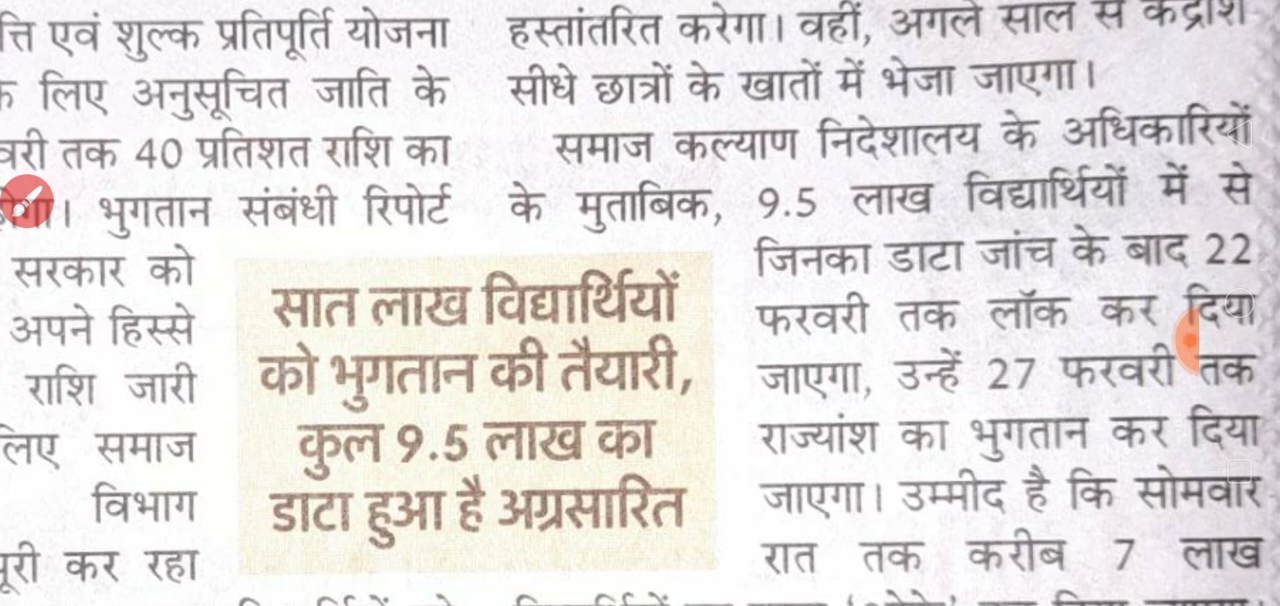 एवं शुल्क प्रतिपूर्ति योजना
लिए अनुसूचित जाति के
तक 40 प्रतिशत राशि का
भुगतान संबंधी रिपोर्ट
सरकार को
अपने हिस्से
राशि जारी
समाज
विभाग
कर रहा
सात लाख विद्यार्थियों
को भुगतान की तैयारी,
कुल 9.5 लाख का
डाटा हुआ है अग्रसारित
हस्तांतरित करेगा। वहीं, अगले साल से केंद्रांश
सीधे छात्रों के खातों में भेजा जाएगा।
समाज कल्याण निदेशालय के अधिकारियों
के मुताबिक, 9.5 लाख विद्यार्थियों में से
जिनका डाटा जांच के बाद 22
फरवरी तक लॉक कर दिया
जाएगा, उन्हें 27 फरवरी तक
राज्यांश का भुगतान कर दिया
जाएगा। उम्मीद है कि सोमवार
रात तक करीब 7 लाख